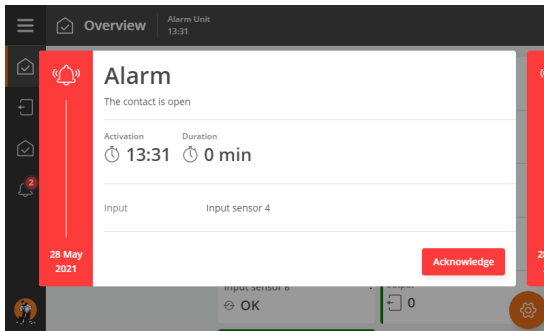 Overview
Alarm Unit
13:31
Alarm
The contact is open
Activation
Duration
13:31
0 min
Input
Input sensor 4
28 May
2021
Acknowledge
2
Input sensor 8
OK
0